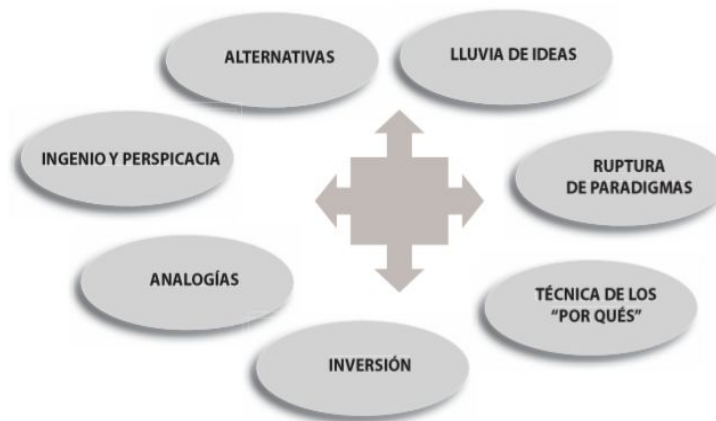 ALTERNATIVAS
LLUVIA DE IDEAS
INGENIO Y PERSPICACIA
RUPTURA
DE PARADIGMAS
ANALOGÍAS
TÉCNICA DE LOS
“POR QUÉS”
INVERSIÓN